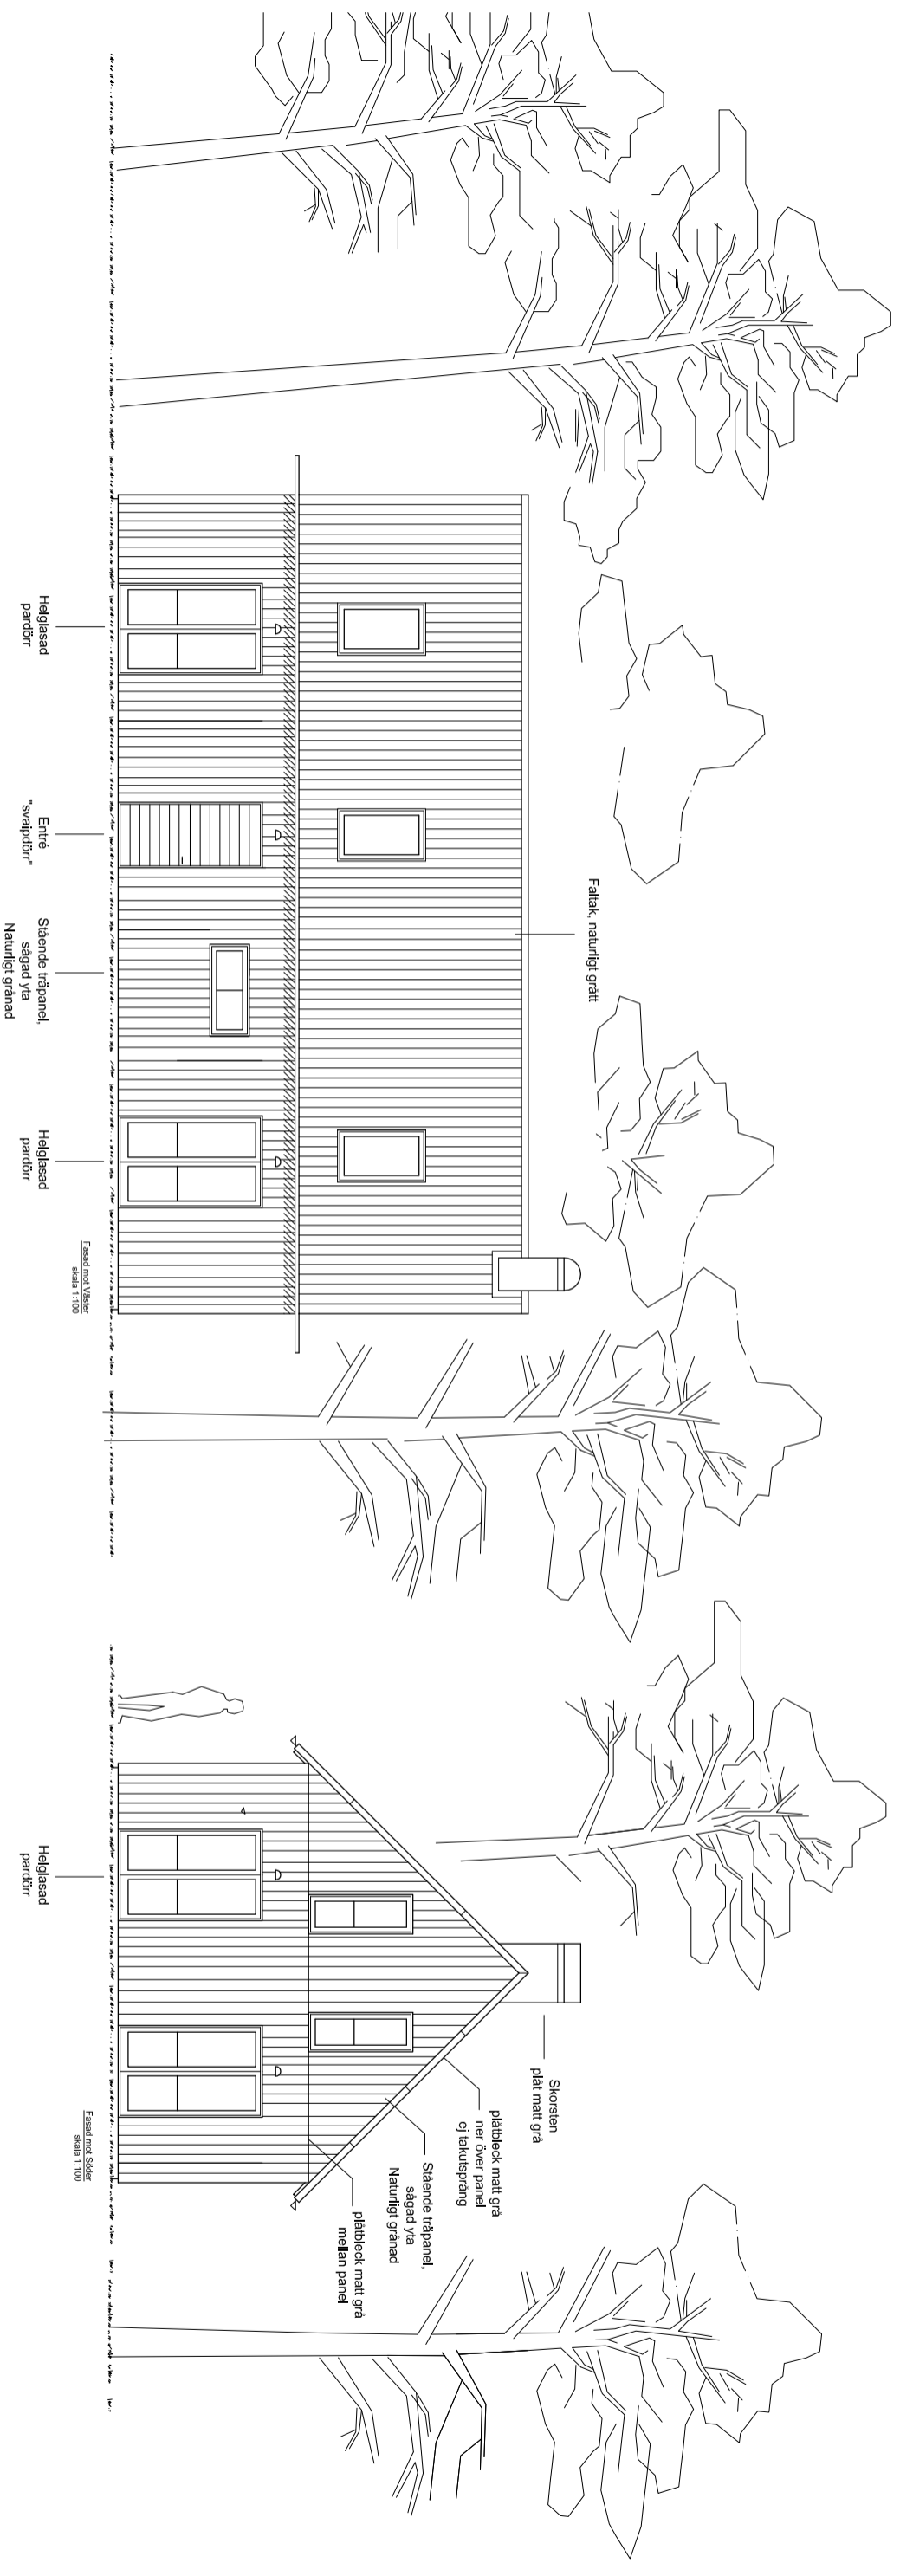 Faltak, naturligt grått
Helglasad
pardörr
Entré
"svaipdörr"
Stående träpanel,
sågad yta
Naturligt grånad
Helglasad
pardörr
Fasad mot Väster
skala 1:100
Skorsten
plåt matt grå
plåtbleck matt grå
ner över panel
ej takutsprång
Stående träpanel,
sågad yta
Naturligt grånad
plåtbleck matt grå
mellan panel
Helglasad
pardörr
Fasad mot Söder
skala 1:100